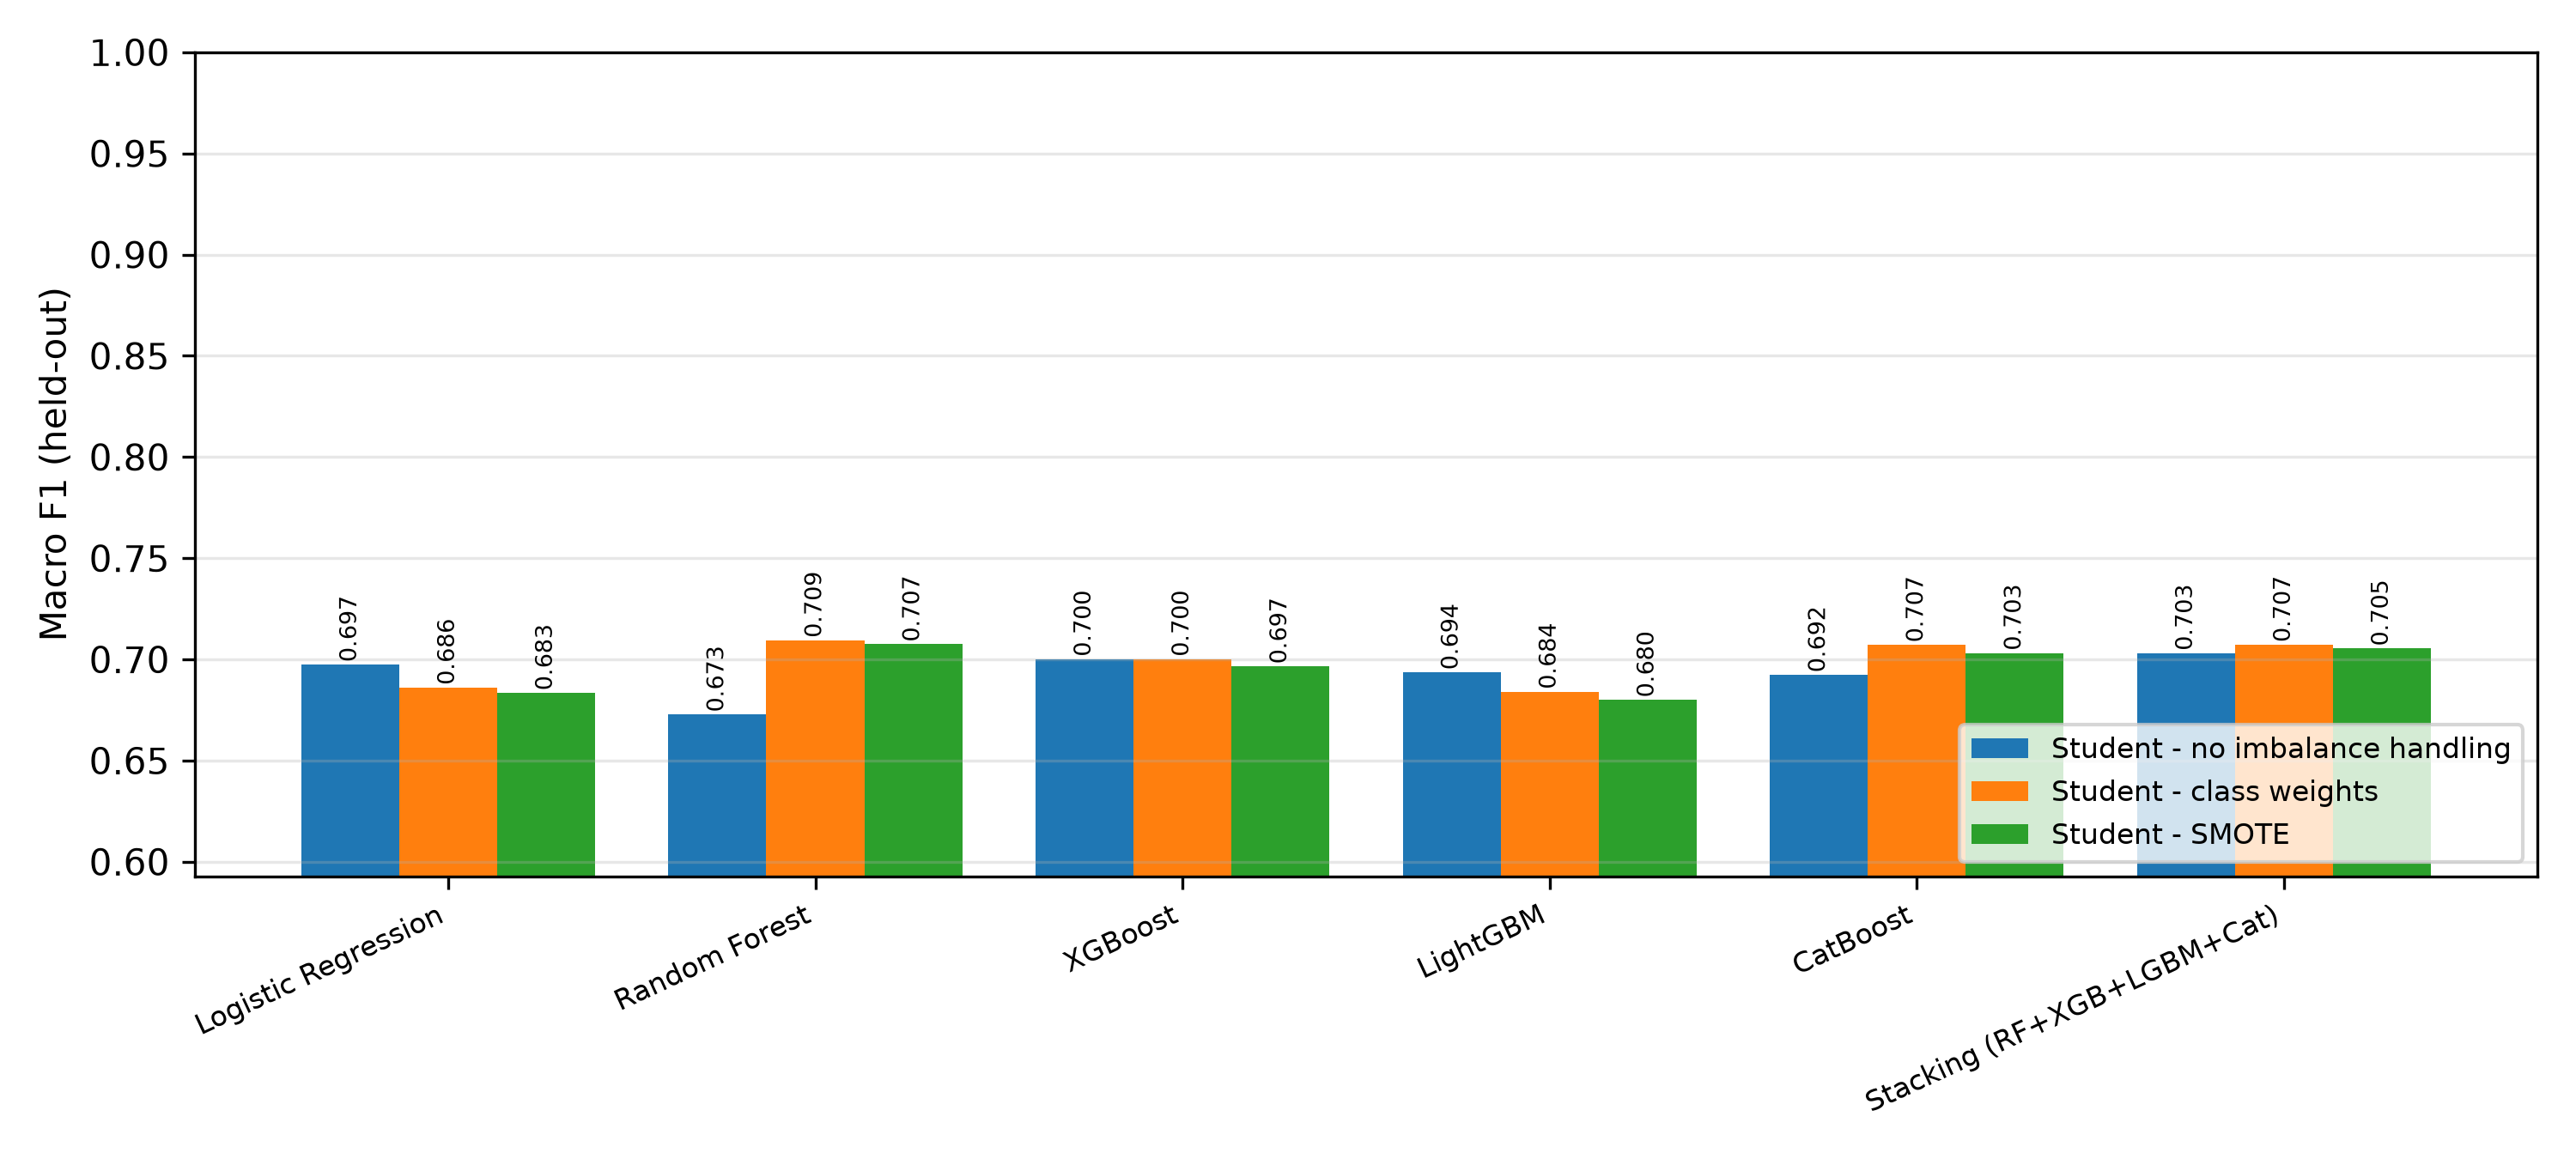 1.00
0.95
0.90
0.85
0.80
0.75
0.70
0.65
0.60
Macro F1 (held-out)
0.697
0.686
0.683
0.673
0.709
0.707
0.700
0.700
0.697
0.694
0.684
0.680
0.692
0.707
0.703
0.703
0.707
0.705
Student - no imbalance handling
Student - class weights
Student - SMOTE
Logistic Regression
Random Forest
XGBoost
LightGBM
CatBoost
Stacking (RF+XGB+LGBM+Cat)